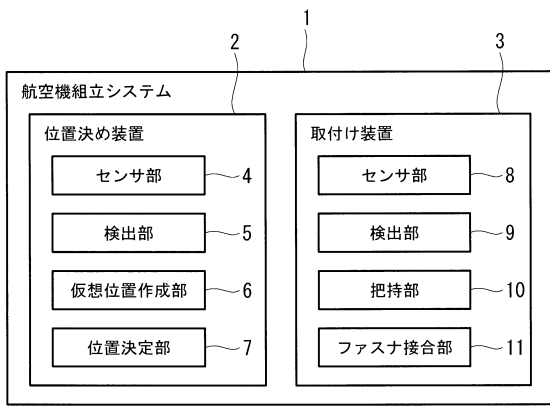 1
2
3
航空機組立システム
位置決め装置
取付け装置
センサ部
4
センサ部
8
検出部
5
検出部
9
仮想位置作成部
6
把持部
10
位置決定部
7
ファスナ接合部
11